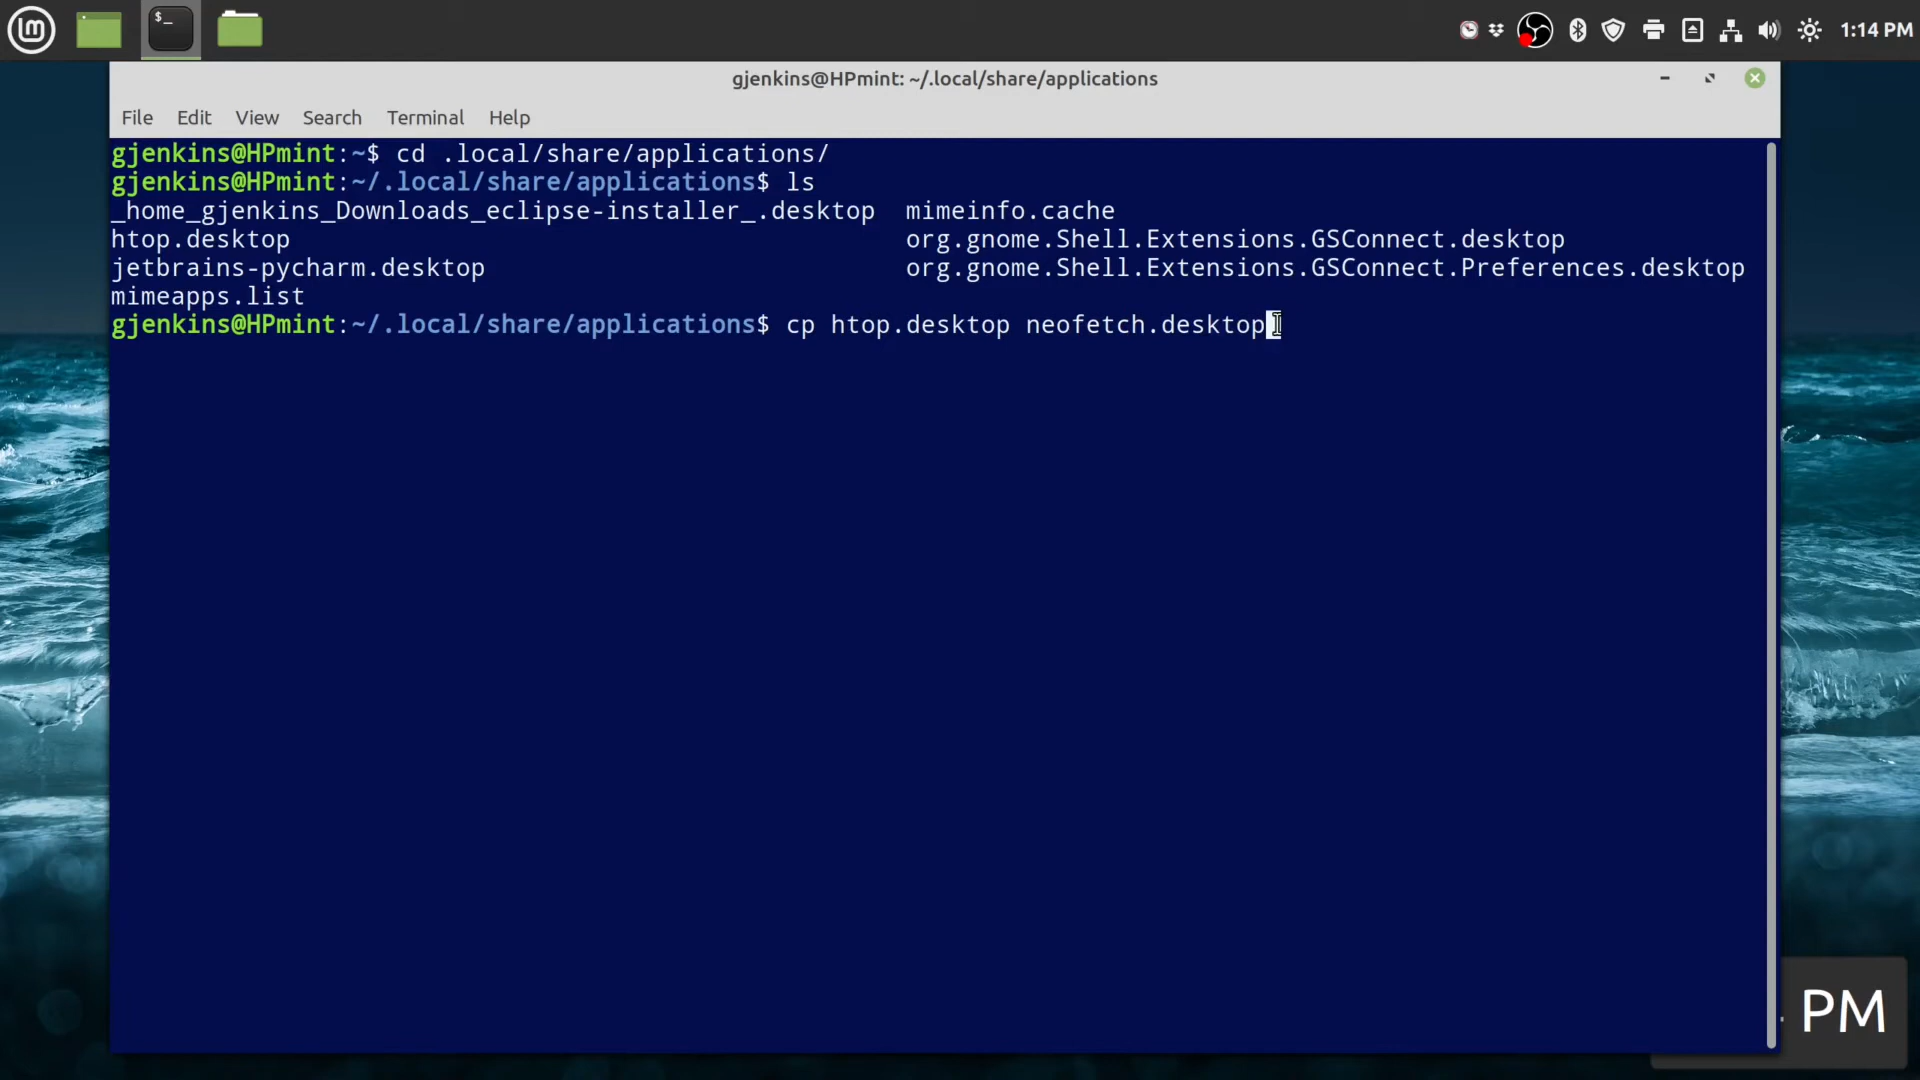 1:14 PM
gjenkins@HPmint: ~/.local/share/applications
File Edit View Search Terminal Help
gjenkins@HPmint:~$ cd .local/share/applications/
gjenkins@HPmint:~/.local/share/applications$ ls
_home_gjenkins_Downloads_eclipse-installer_.desktop mimeinfo.cache
htop.desktop org.gnome.Shell.Extensions.GSConnect.desktop
jetbrains-pycharm.desktop org.gnome.Shell.Extensions.GSConnect.Preferences.desktop
mimeapps.list
gjenkins@HPmint:~/.local/share/applications$ cp htop.desktop neofetch.desktop
PM